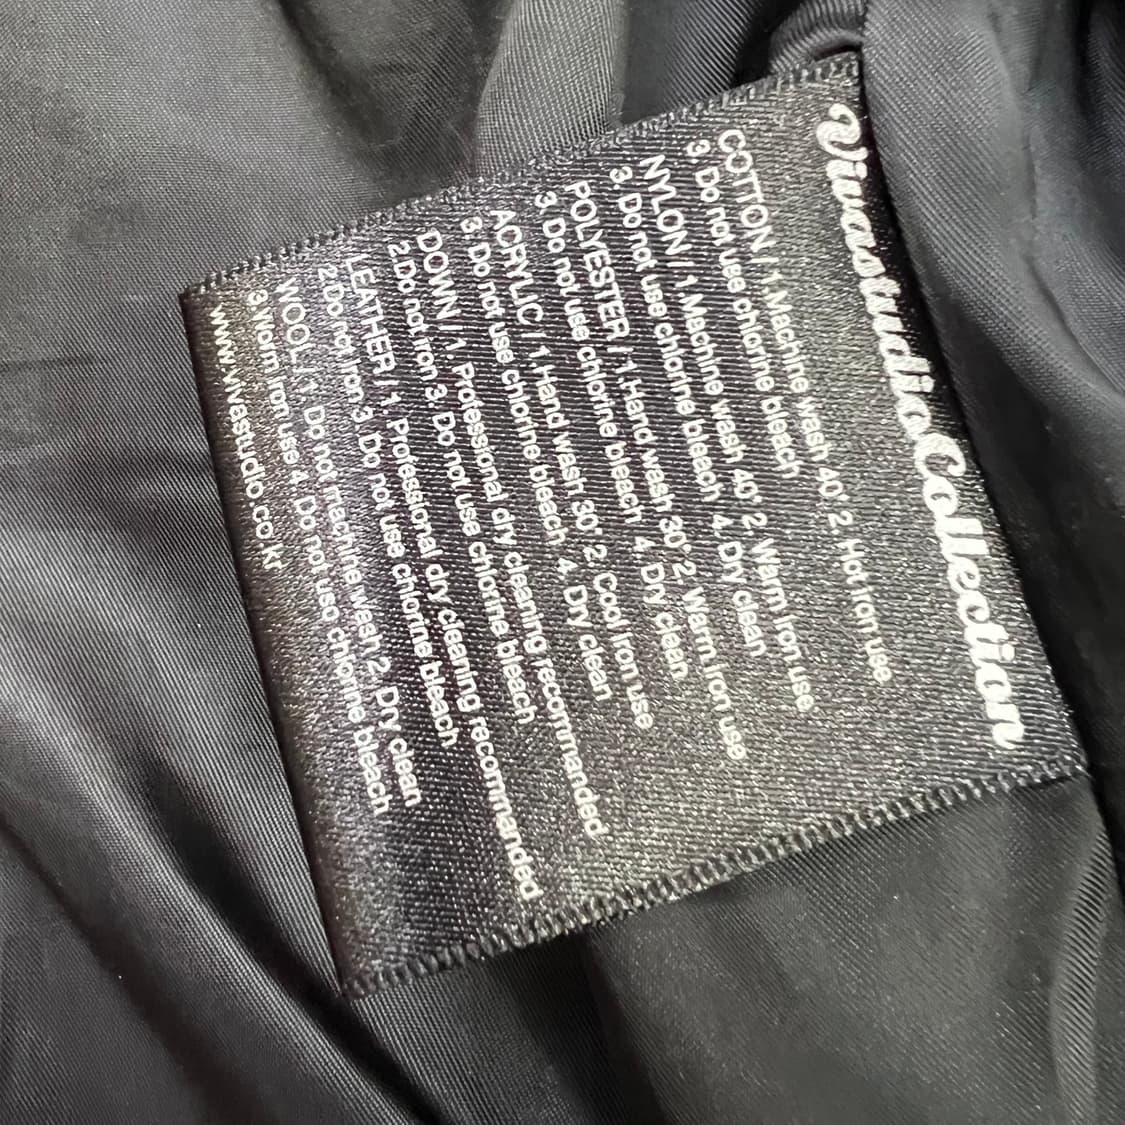 VivastudioCollection
COTTON / 1.Machine wash 40° 2. Hot iron use
3. Do not use chlorine bleach
NYLON / 1.Machine wash 40° 2. Warm Iron use
3. Do not use chlorine bleach 4. Dry clean
POLYESTER / 1.Hand wash 30° 2. Warm Iron use
3. Do not use chlorine bleach 4. Dry clean
ACRYLIC / 1.Hand wash 30° 2. Cool Iron use
3. Do not use chlorine bleach 4. Dry clean
DOWN / 1. Professional dry cleaning recommanded
2.Do not iron 3. Do not use chlorine bleach
LEATHER / 1. Professional dry cleaning recommanded
2.Do not iron 3. Do not use chlorine bleach
WOOL / 1. Do not machine wash 2. Dry clean
3.Warm iron use 4. Do not use chlorine bleach
www.vivastudio.co.kr